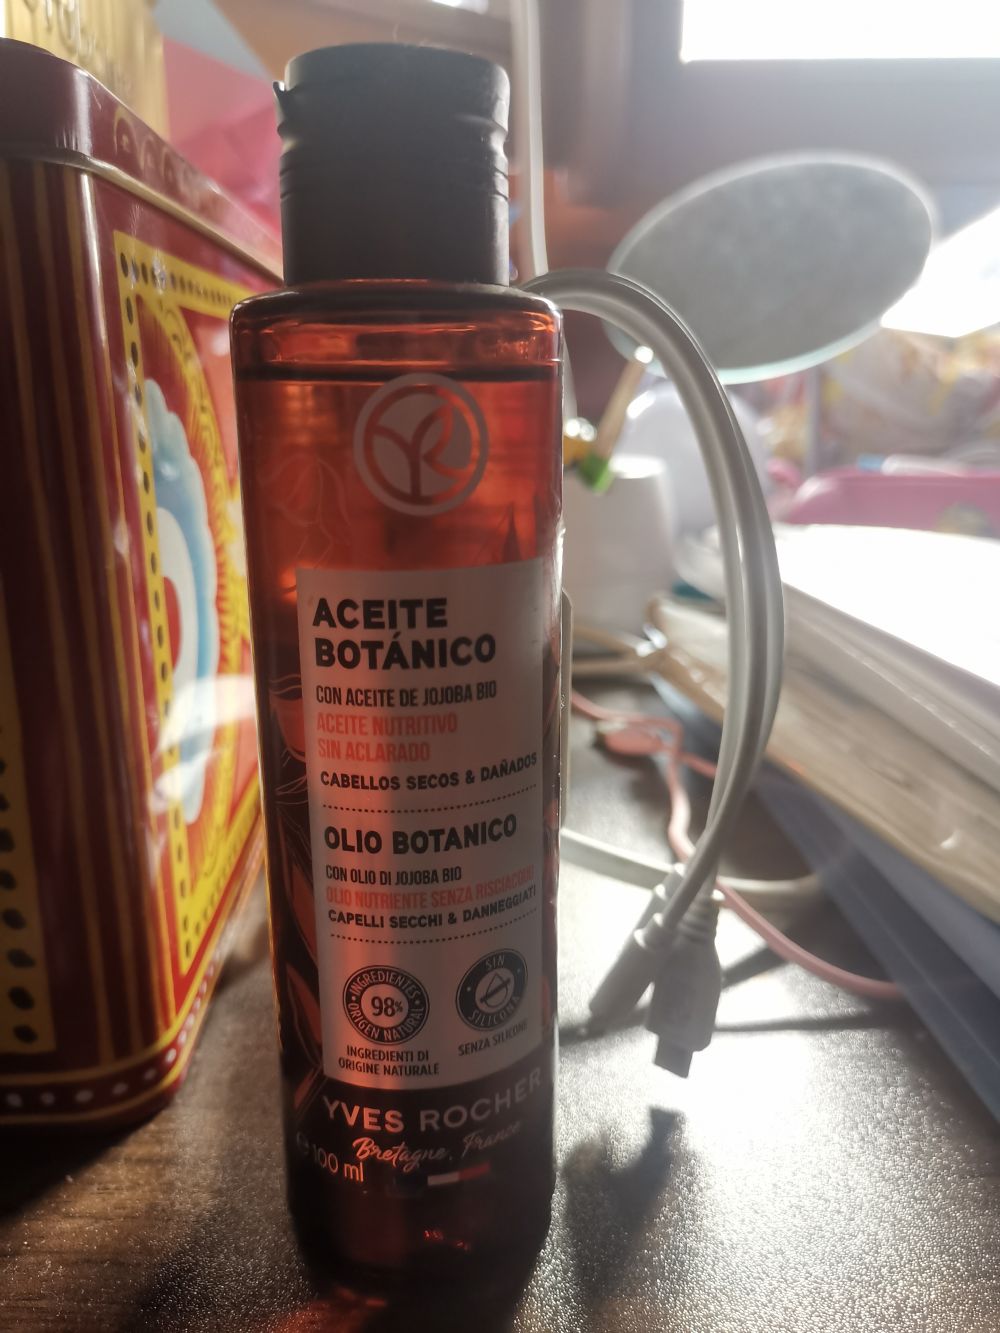 ACEITE
BOTÁNICO
CON ACEITE DE JOJOBA BIO
ACEITE NUTRITIVO
SIN ACLARADO
CABELLOS SECOS & DAÑADOS
OLIO BOTANICO
CON OLIO DI JOJOBA BIO
OLIO NUTRIENTE SENZA RISCIACQUO
CAPELLI SECCHI & DANNEGGIATI
INGREDIENTES
98%
ORIGEN NATURAL
INGREDIENTI DI
ORIGINE NATURALE
SIN
SILICONA
SENZA SILICONE
YVES ROCHER
Bretagne, France
e 100 ml